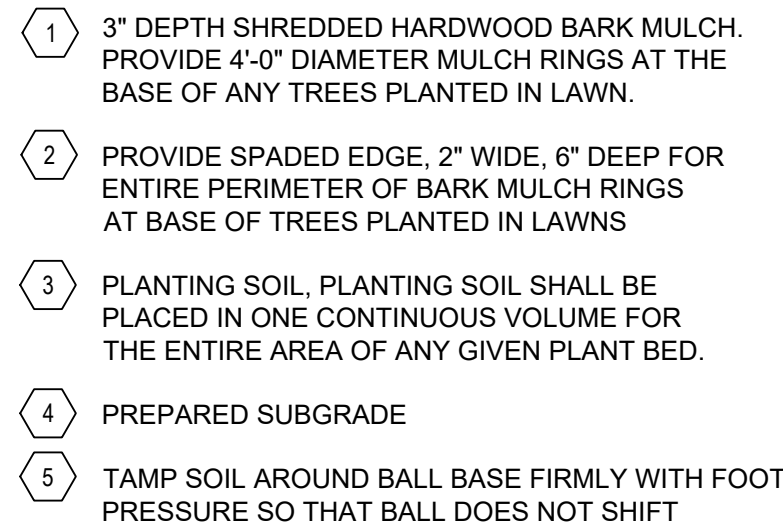 1 3" DEPTH SHREDDED HARDWOOD BARK MULCH.
PROVIDE 4'-0" DIAMETER MULCH RINGS AT THE
BASE OF ANY TREES PLANTED IN LAWN.
2 PROVIDE SPADED EDGE, 2" WIDE, 6" DEEP FOR
ENTIRE PERIMETER OF BARK MULCH RINGS
AT BASE OF TREES PLANTED IN LAWNS
3 PLANTING SOIL, PLANTING SOIL SHALL BE
PLACED IN ONE CONTINUOUS VOLUME FOR
THE ENTIRE AREA OF ANY GIVEN PLANT BED.
4 PREPARED SUBGRADE
5 TAMP SOIL AROUND BALL BASE FIRMLY WITH FOOT
PRESSURE SO THAT BALL DOES NOT SHIFT